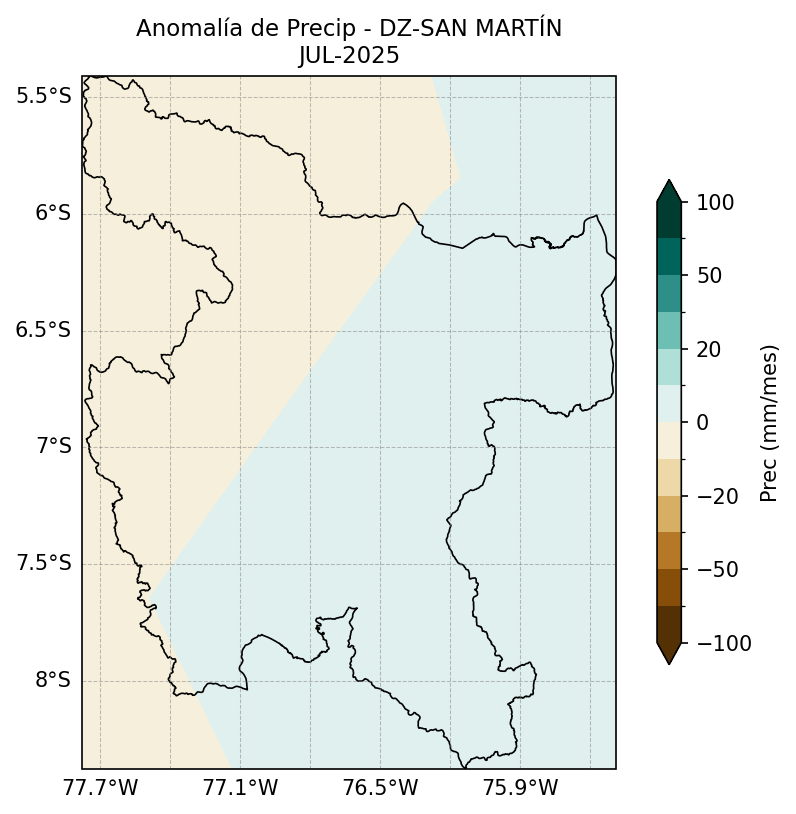 Anomalía de Precip - DZ-SAN MARTÍN
JUL-2025
5.5°S
6°S
6.5°S
7°S
7.5°S
8°S
77.7°W
77.1°W
76.5°W
75.9°W
100
50
20
0
−20
−50
−100
Prec (mm/mes)